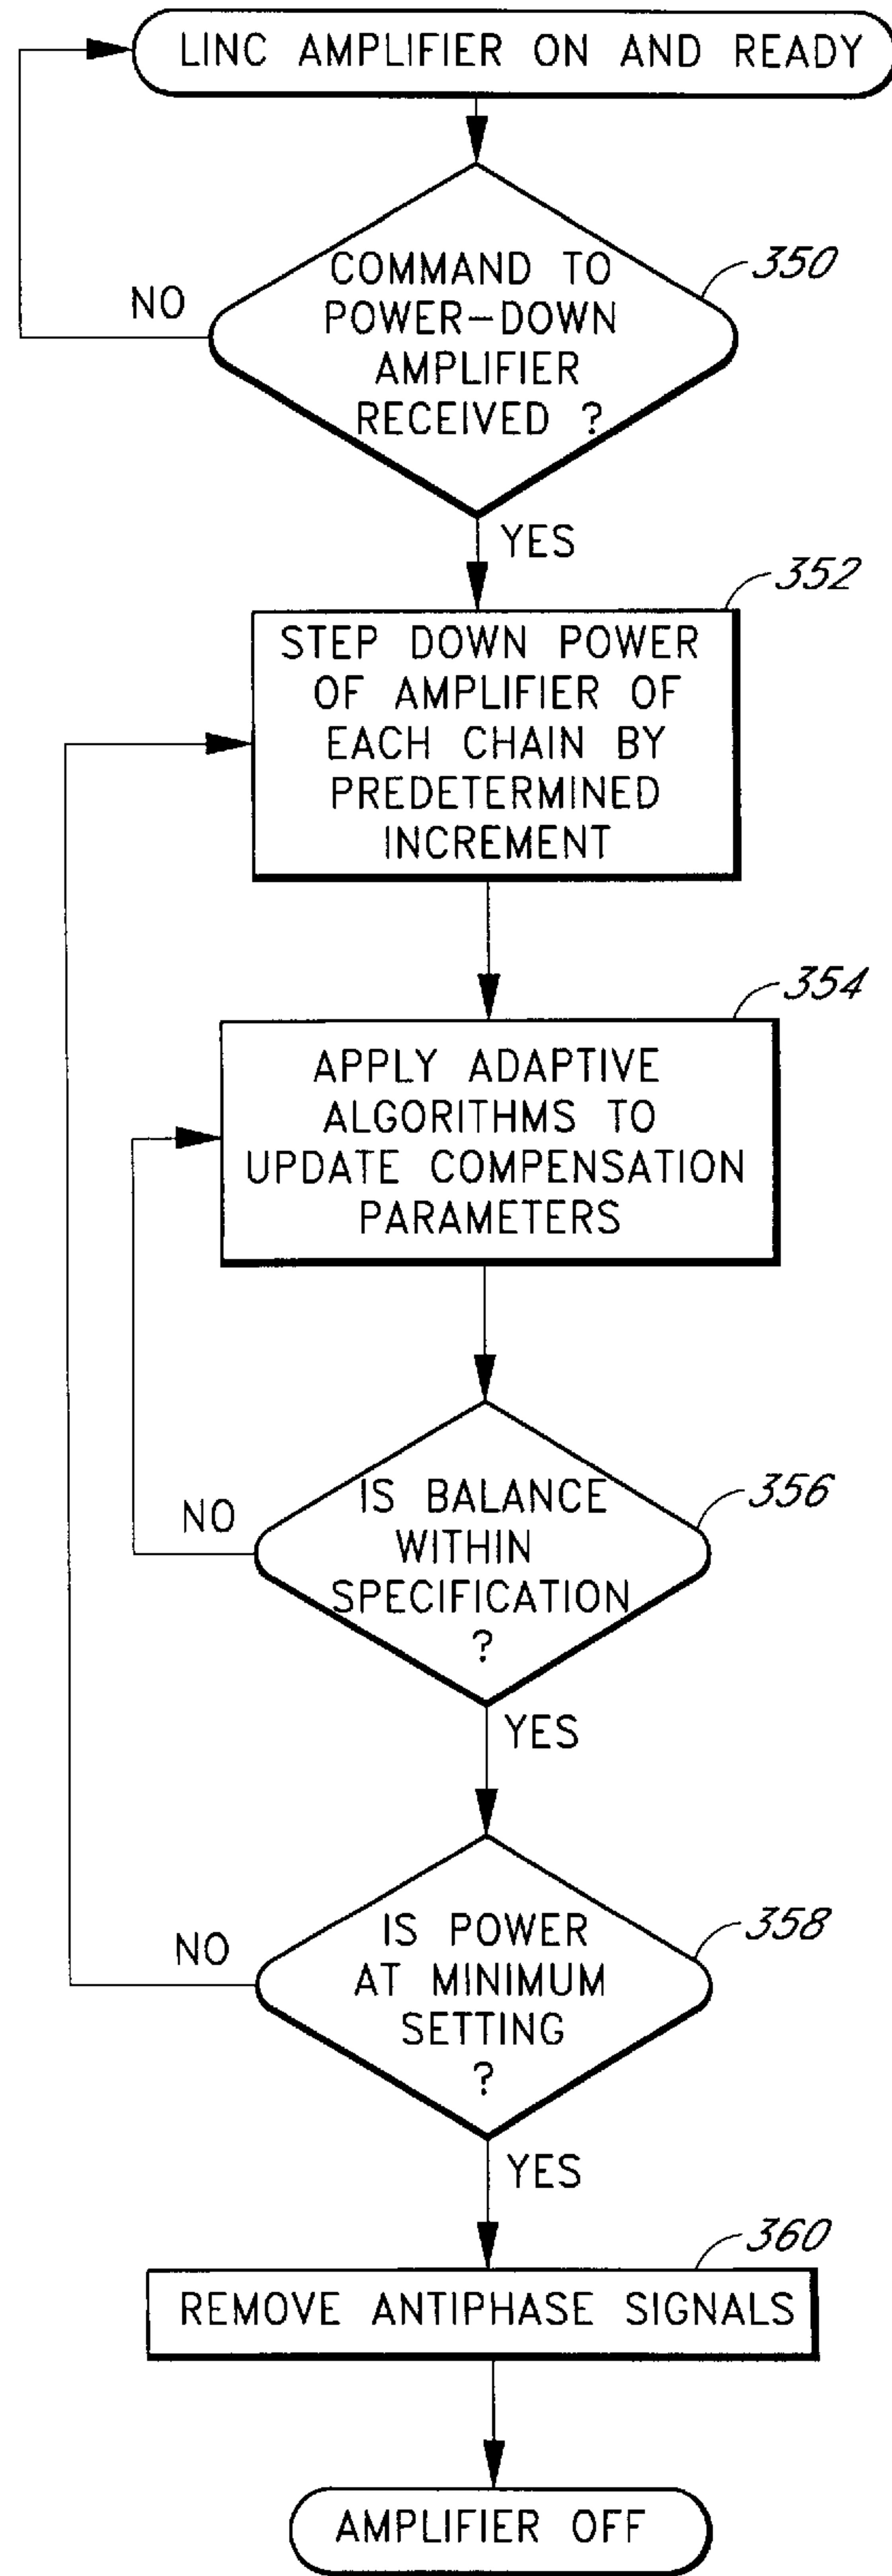 LINC AMPLIFIER ON AND READY
COMMAND TO
POWER-DOWN
AMPLIFIER
RECEIVED ?
350
NO
YES
352
STEP DOWN POWER
OF AMPLIFIER OF
EACH CHAIN BY
PREDETERMINED
INCREMENT
354
APPLY ADAPTIVE
ALGORITHMS TO
UPDATE COMPENSATION
PARAMETERS
356
IS BALANCE
WITHIN
SPECIFICATION
?
NO
YES
358
IS POWER
AT MINIMUM
SETTING
?
NO
YES
360
REMOVE ANTIPHASE SIGNALS
AMPLIFIER OFF